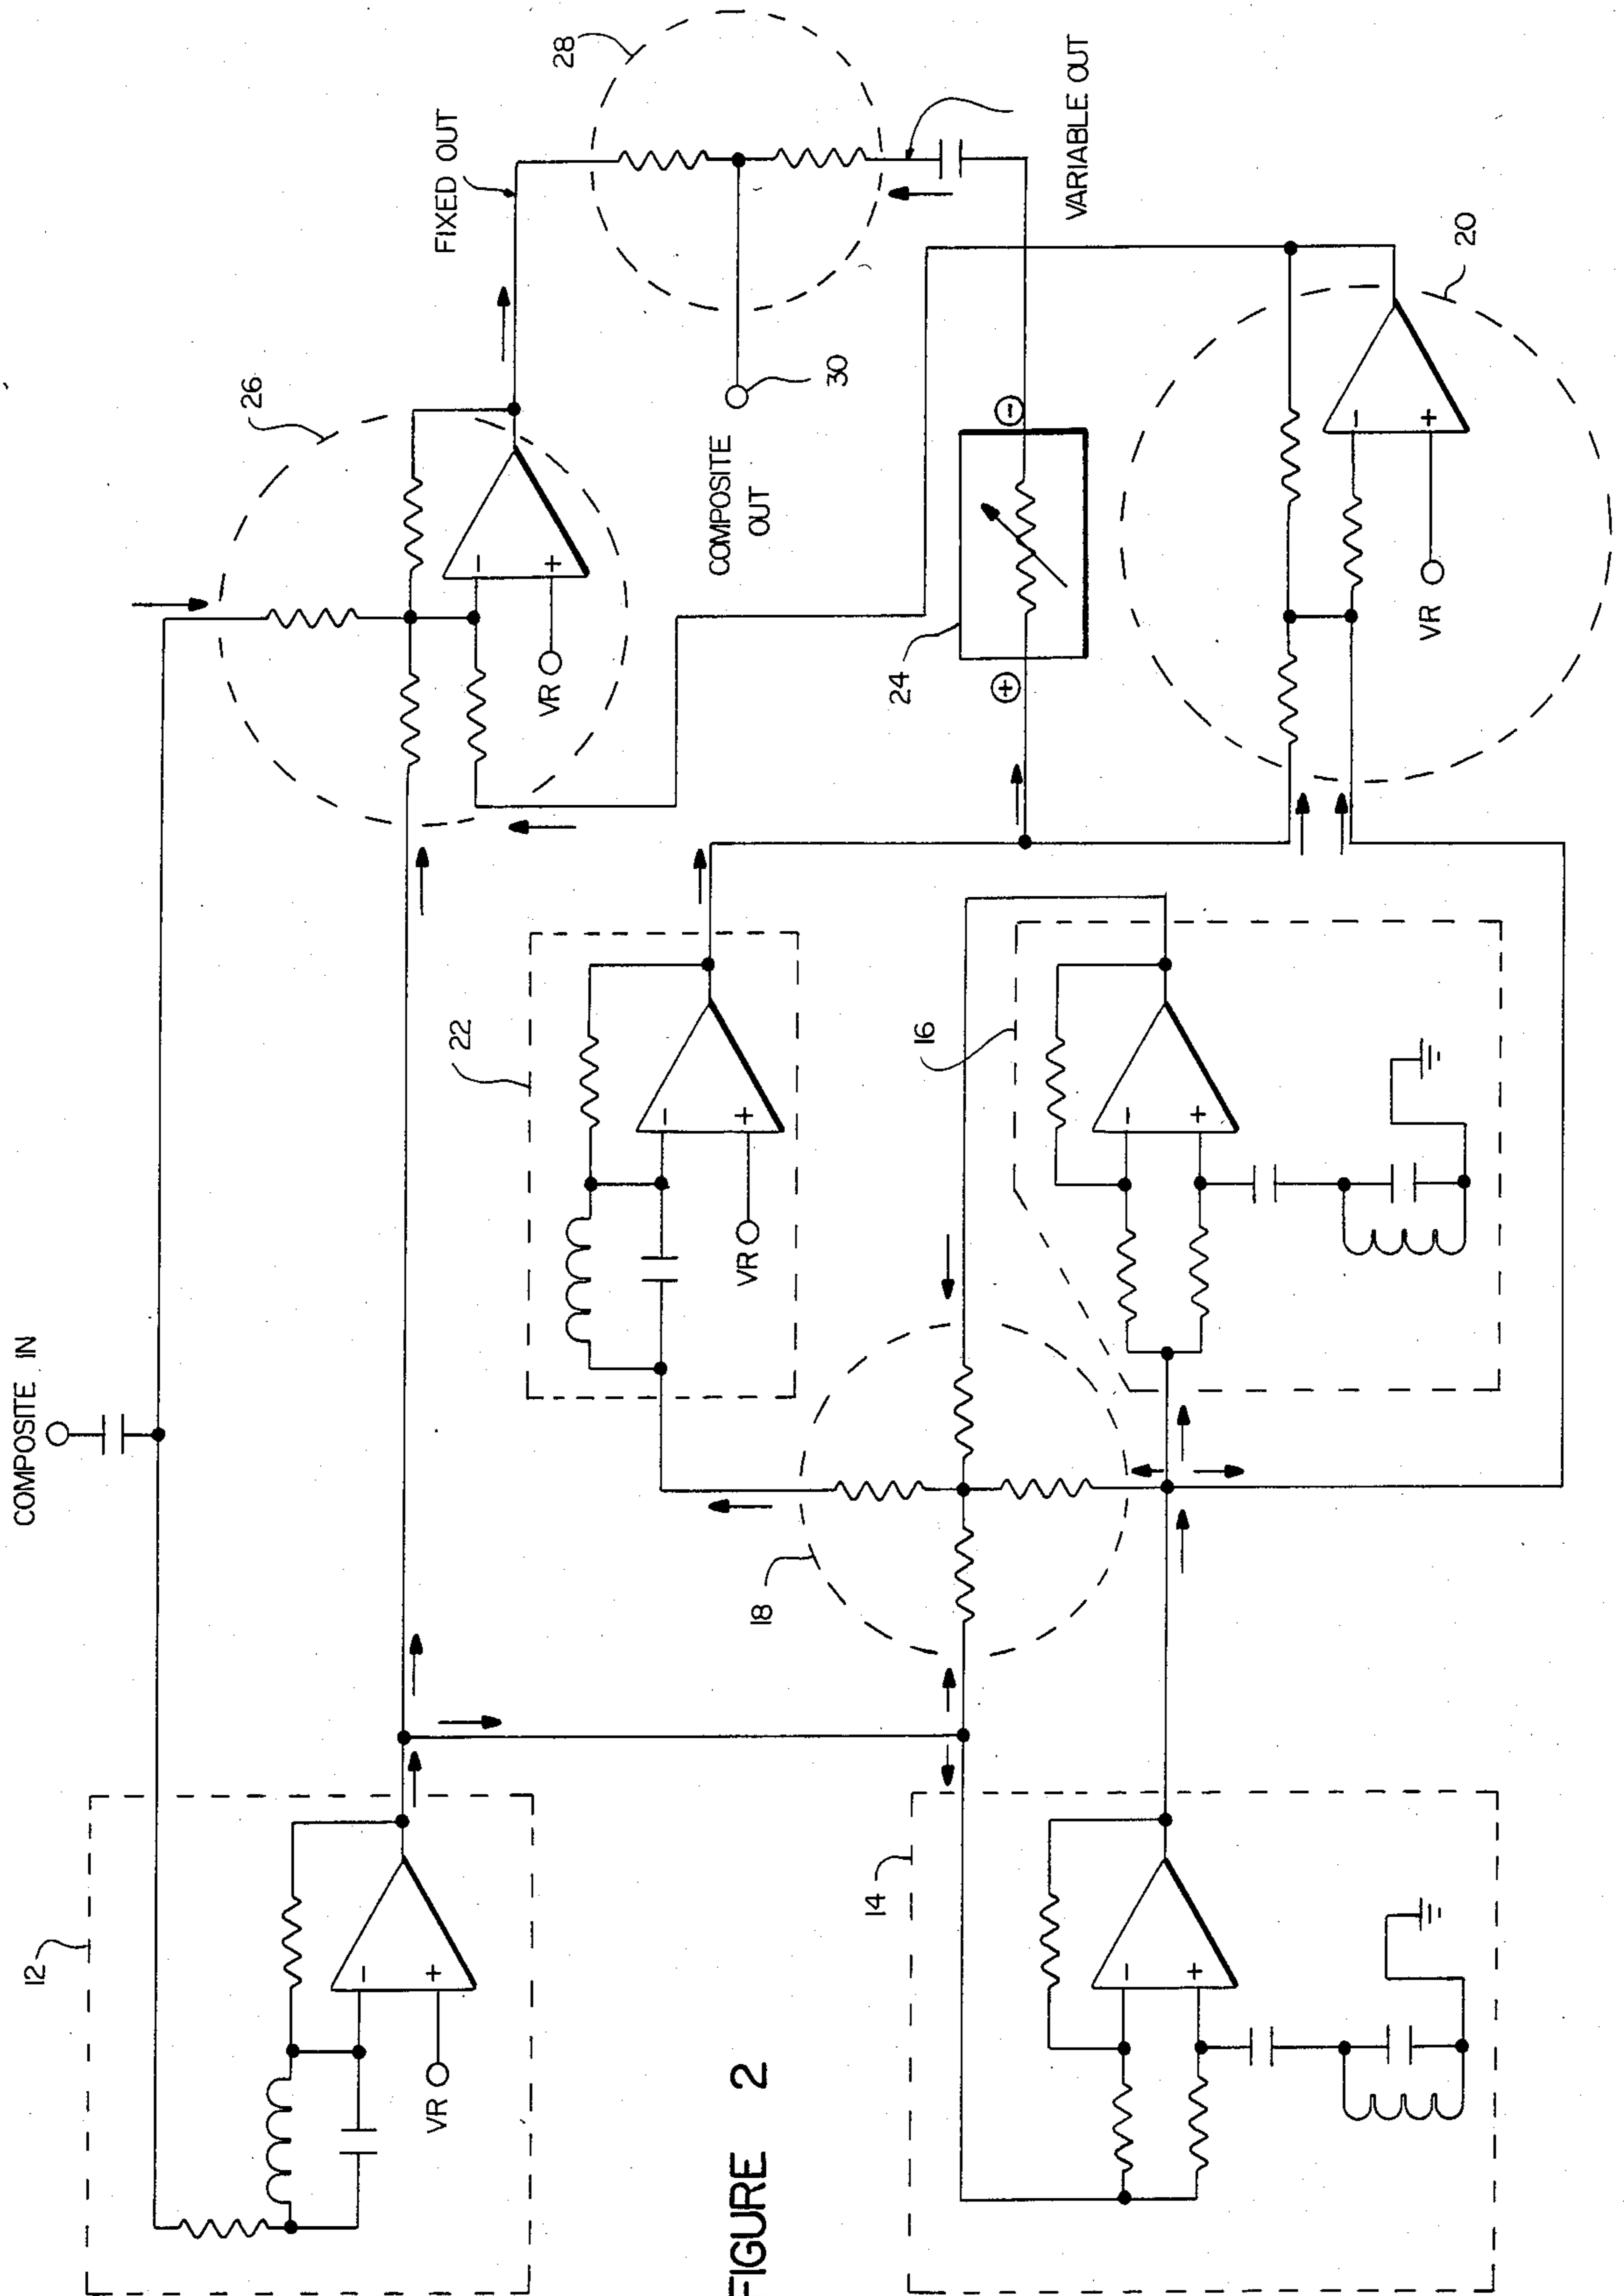 COMPOSITE IN
12
VR
14
FIGURE 2
18
22
VR
16
26
VR
FIXED OUT
28
COMPOSITE
OUT
30
24
+
-
VARIABLE OUT
VR
20
-
+
-
+
-
+
-
+
-
+
-
+